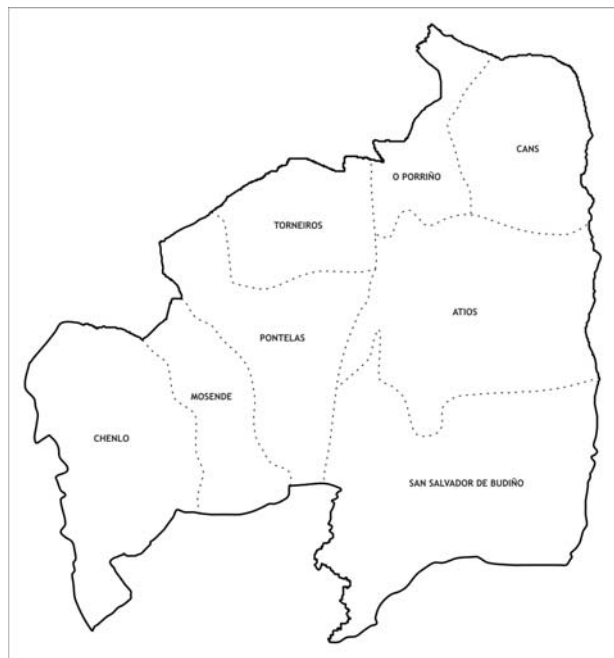 CANS
O PORRIÑO
TORNEIROS
ATIOS
PONTELAS
MOSENDE
CHENLO
SAN SALVADOR DE BUDIÑO